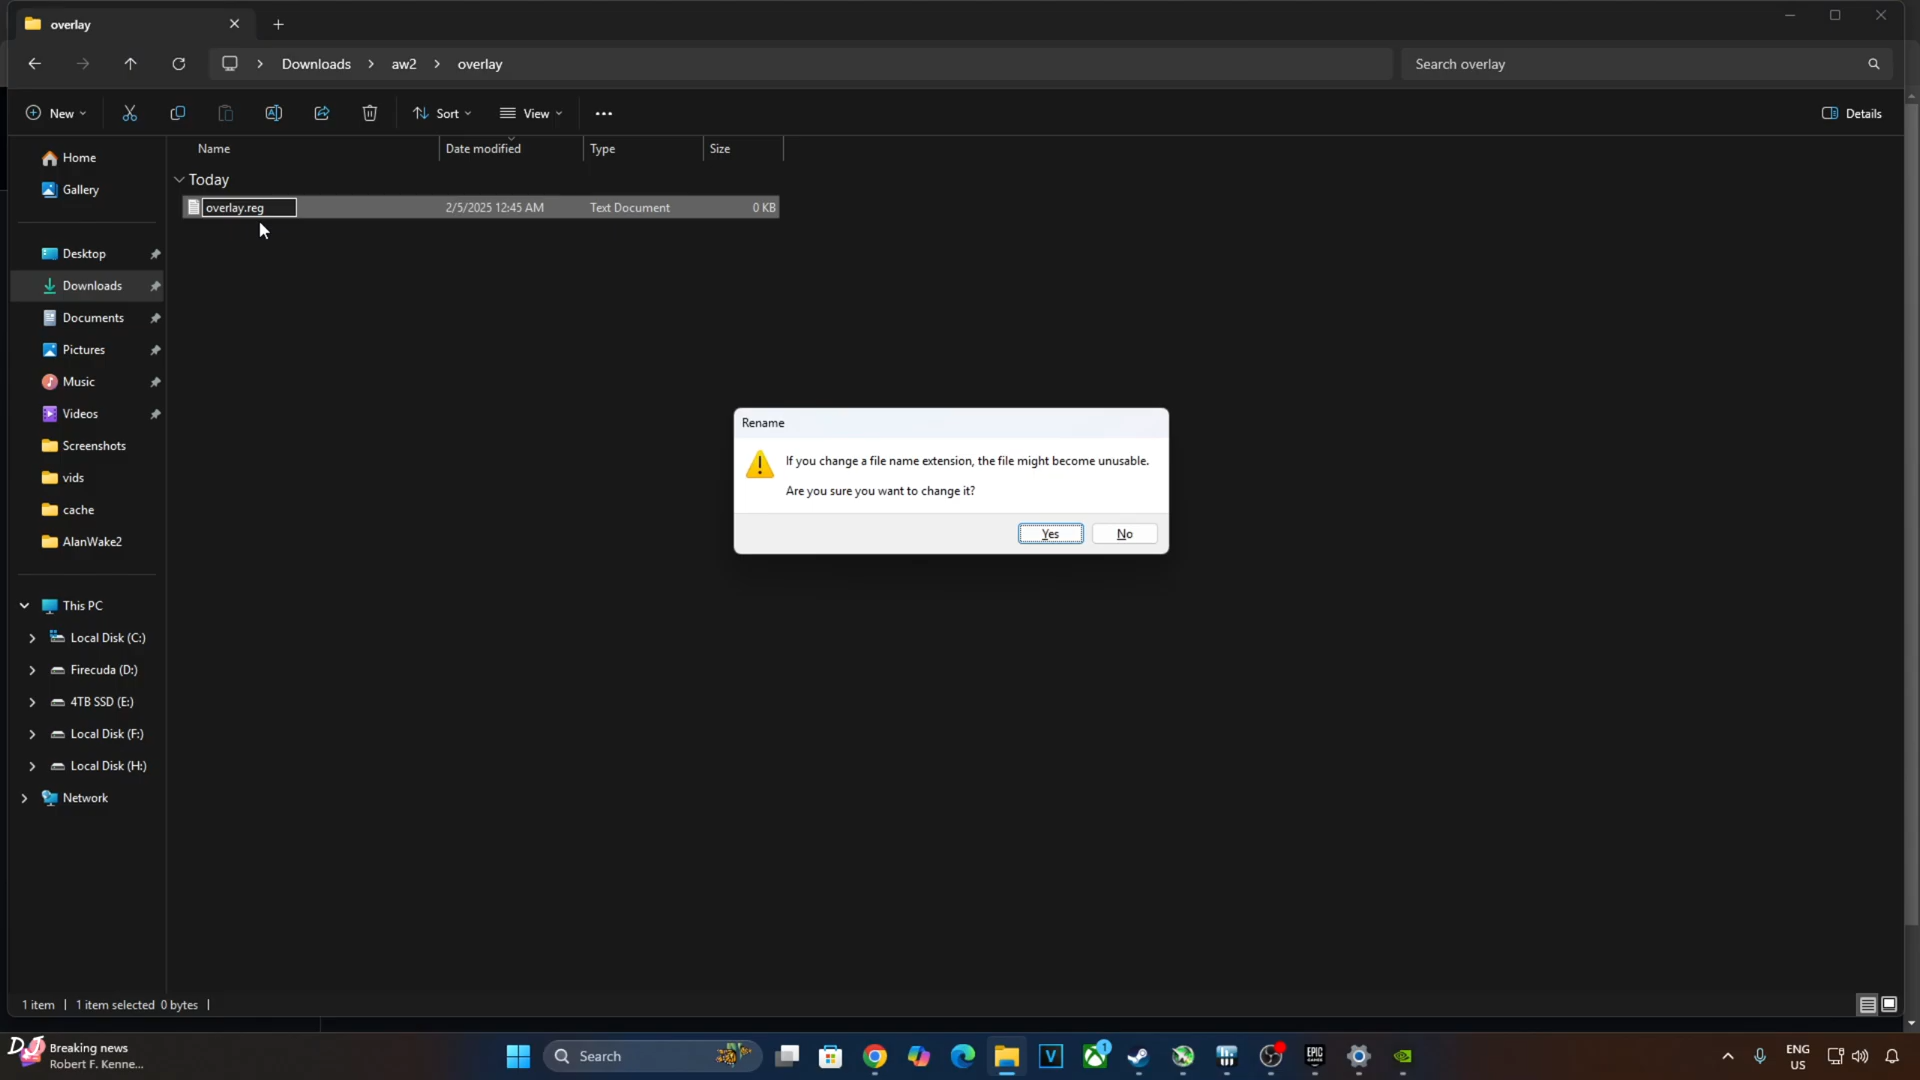 overlay
Downloads
aw2
overlay
Search overlay
New
Sort
View
Details
Name
Date modified
Type
Size
Today
overlay.reg
2/5/2025 12:45 AM
Text Document
0 KB
Home
Gallery
Desktop
Downloads
Documents
Pictures
Music
Videos
Screenshots
vids
cache
AlanWake2
This PC
Local Disk (C:)
Firecuda (D:)
4TB SSD (E:)
Local Disk (F:)
Local Disk (H:)
Network
Rename
If you change a file name extension, the file might become unusable.
Are you sure you want to change it?
Yes
No
1 item
1 item selected 0 bytes
DJ
Breaking news
Robert F. Kenne...
Search
V
1
EPIC
GAMES
ENG
US